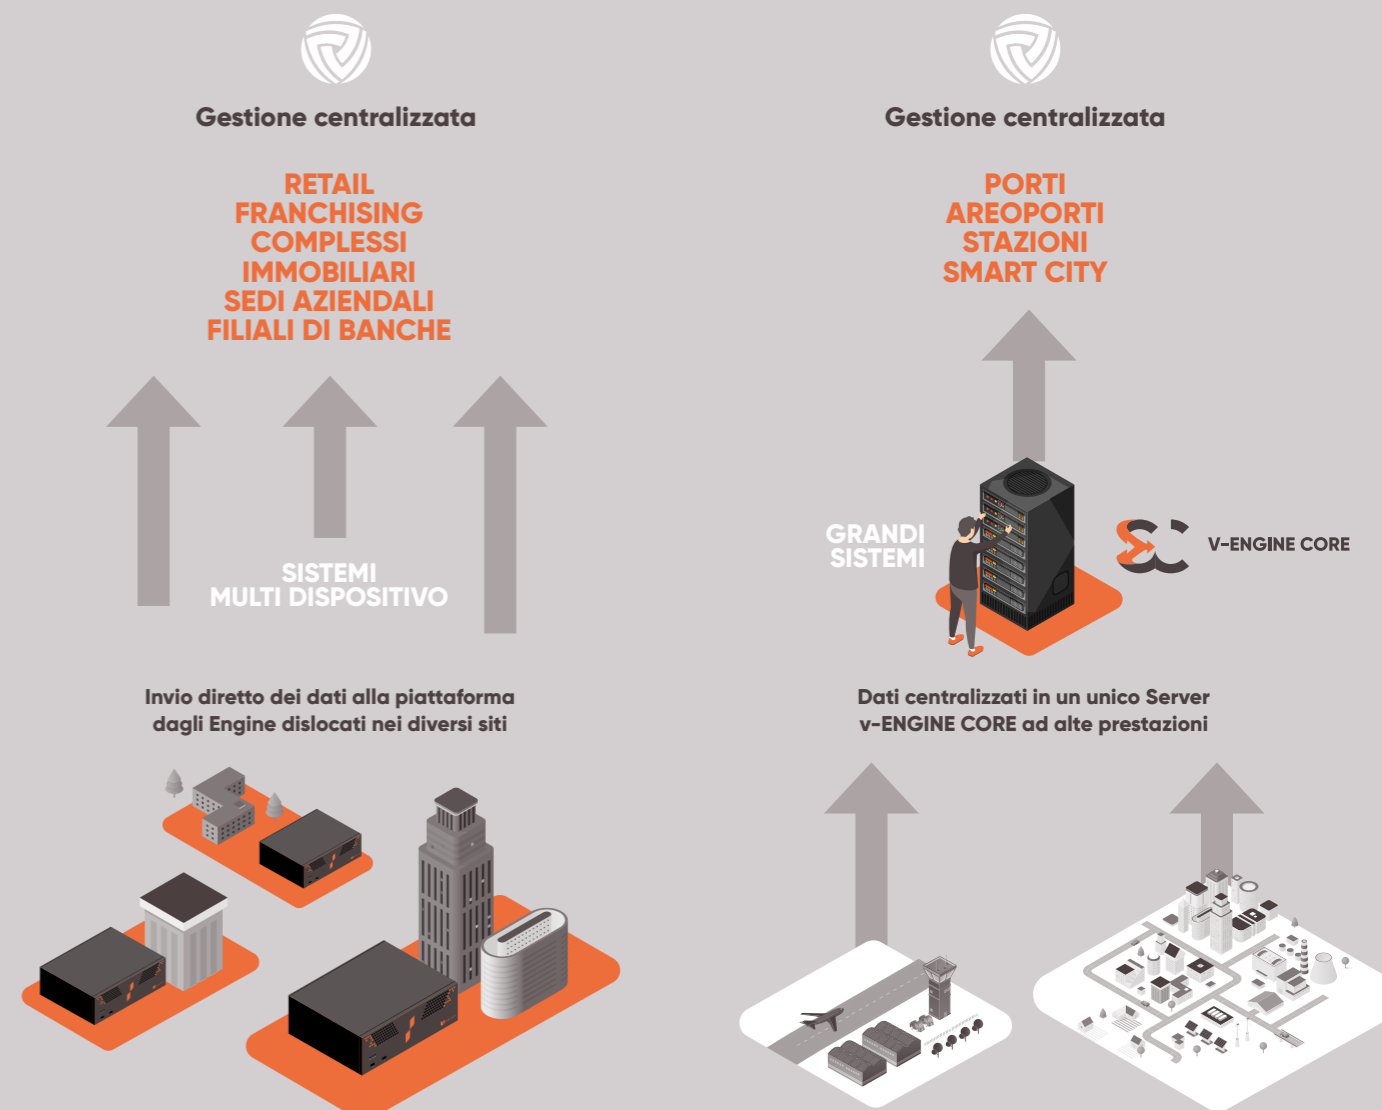 Gestione centralizzata
RETAIL
FRANCHISING
COMPLESSI
IMMOBILIARI
SEDI AZIENDALI
FILIALI DI BANCHE
SISTEMI
MULTI DISPOSITIVO
Invio diretto dei dati alla piattaforma
dagli Engine dislocati nei diversi siti
Gestione centralizzata
PORTI
AREOPORTI
STAZIONI
SMART CITY
GRANDI
SISTEMI
V-ENGINE CORE
Dati centralizzati in un unico Server
v-ENGINE CORE ad alte prestazioni